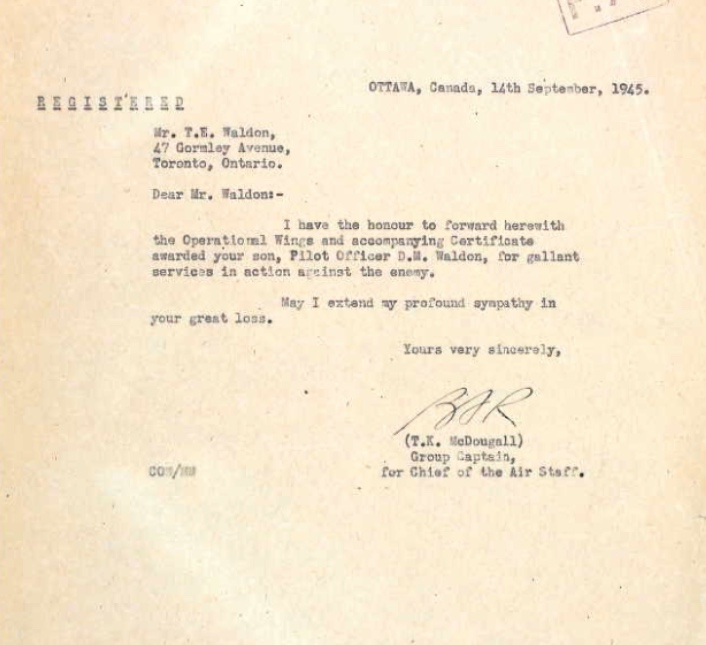 OTTAWA, Canada, 14th September, 1945.
REGISTERED
Mr. T.E. Waldon,
47 Gormley Avenue,
Toronto, Ontario.
Dear Mr. Waldon:-
I have the honour to forward herewith
the Operational Wings and accompanying Certificate
awarded your son, Pilot Officer D.M. Waldon, for gallant
services in action against the enemy.
May I extend my profound sympathy in
your great loss.
Yours very sincerely,
(T.K. McDougall)
Group Captain,
for Chief of the Air Staff.